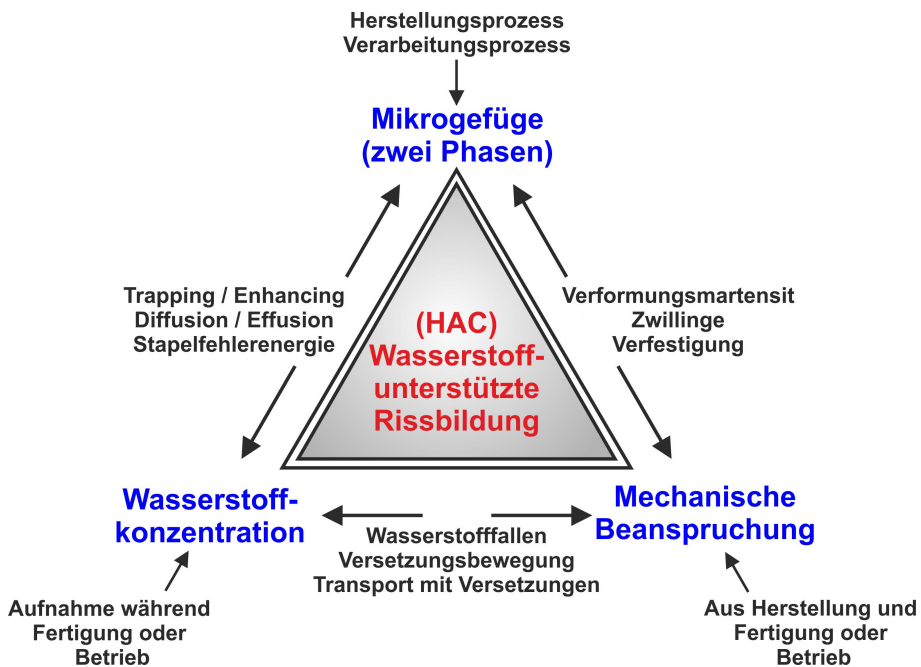 Herstellungsprozess
Verarbeitungsprozess
Mikrogefüge
(zwei Phasen)
Trapping / Enhancing
Diffusion / Effusion
Stapelfehlerenergie
(HAC)
Wasserstoff-
unterstützte
Rissbildung
Verformungsmartensit
Zwillinge
Verfestigung
Wasserstoff-
konzentration
Wasserstofffallen
Versetzungsbewegung
Transport mit Versetzungen
Mechanische
Beanspruchung
Aufnahme während
Fertigung oder
Betrieb
Aus Herstellung und
Fertigung oder
Betrieb